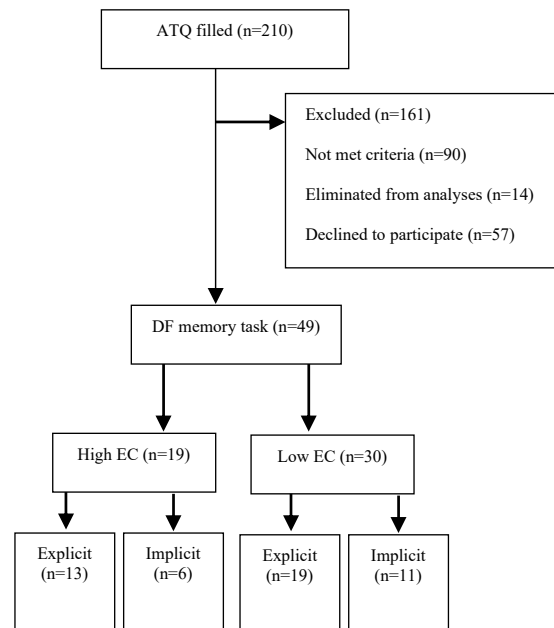 ATQ filled (n=210)
Excluded (n=161)
Not met criteria (n=90)
Eliminated from analyses (n=14)
Declined to participate (n=57)
DF memory task (n=49)
High EC (n=19)
Low EC (n=30)
Explicit
(n=13)
Implicit
(n=6)
Explicit
(n=19)
Implicit
(n=11)